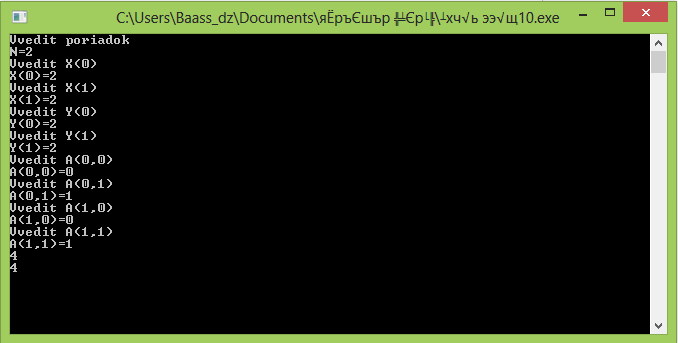 C:\Users\Baass_dz\Documents\яЁръЄшър ╬Єр└╠\┴хч√ь ээ√щ10.exe
Vvedit poriadok
N=2
Vvedit X(0)
X(0)=2
Vvedit X(1)
X(1)=2
Vvedit Y(0)
Y(0)=2
Vvedit Y(1)
Y(1)=2
Vvedit A(0,0)
A(0,0)=0
Vvedit A(0,1)
A(0,1)=1
Vvedit A(1,0)
A(1,0)=0
Vvedit A(1,1)
A(1,1)=1
4
4